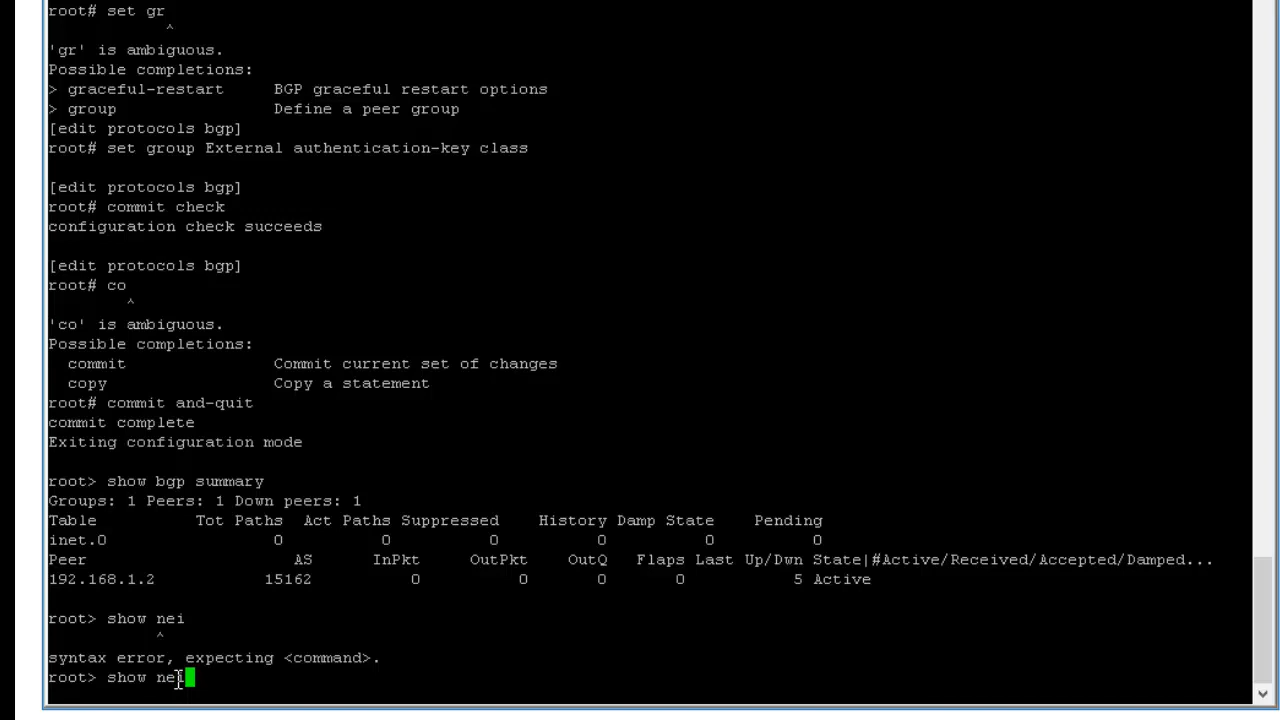 root# set gr
^
'gr' is ambiguous.
Possible completions:
> graceful-restart BGP graceful restart options
> group Define a peer group
[edit protocols bgp]
root# set group External authentication-key class
[edit protocols bgp]
root# commit check
configuration check succeeds
[edit protocols bgp]
root# co
^
'co' is ambiguous.
Possible completions:
commit Commit current set of changes
copy Copy a statement
root# commit and-quit
commit complete
Exiting configuration mode
root> show bgp summary
Groups: 1 Peers: 1 Down peers: 1
Table Tot Paths Act Paths Suppressed History Damp State Pending
inet.0 0 0 0 0 0 0
Peer AS InPkt OutPkt OutQ Flaps Last Up/Dwn State|#Active/Received/Accepted/Damped...
192.168.1.2 15162 0 0 0 0 5 Active
root> show nei
^
syntax error, expecting <command>.
root> show nei